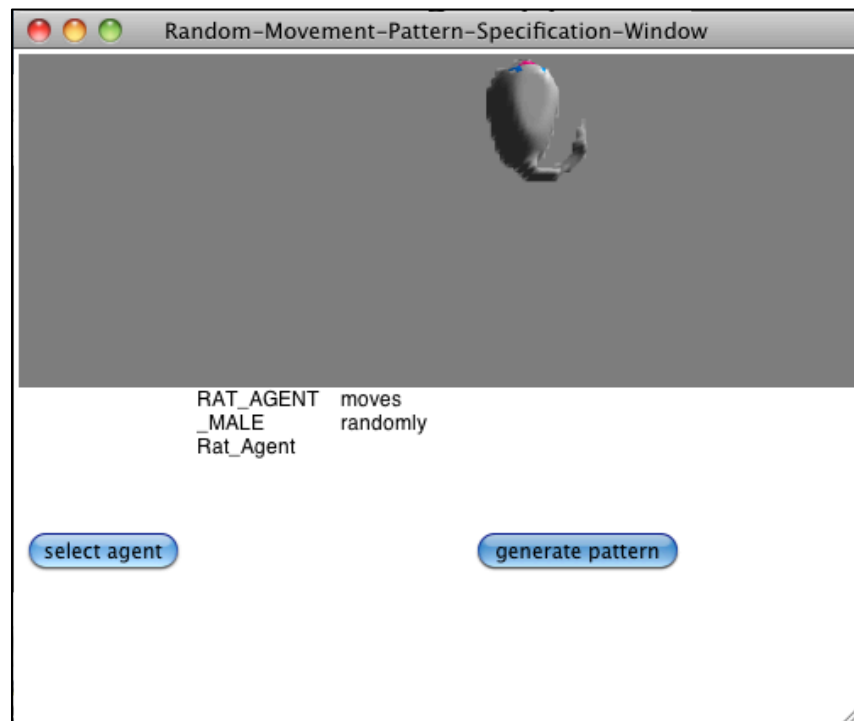 Random-Movement-Pattern-Specification-Window
RAT_AGENT moves
_MALE randomly
Rat_Agent
select agent
generate pattern